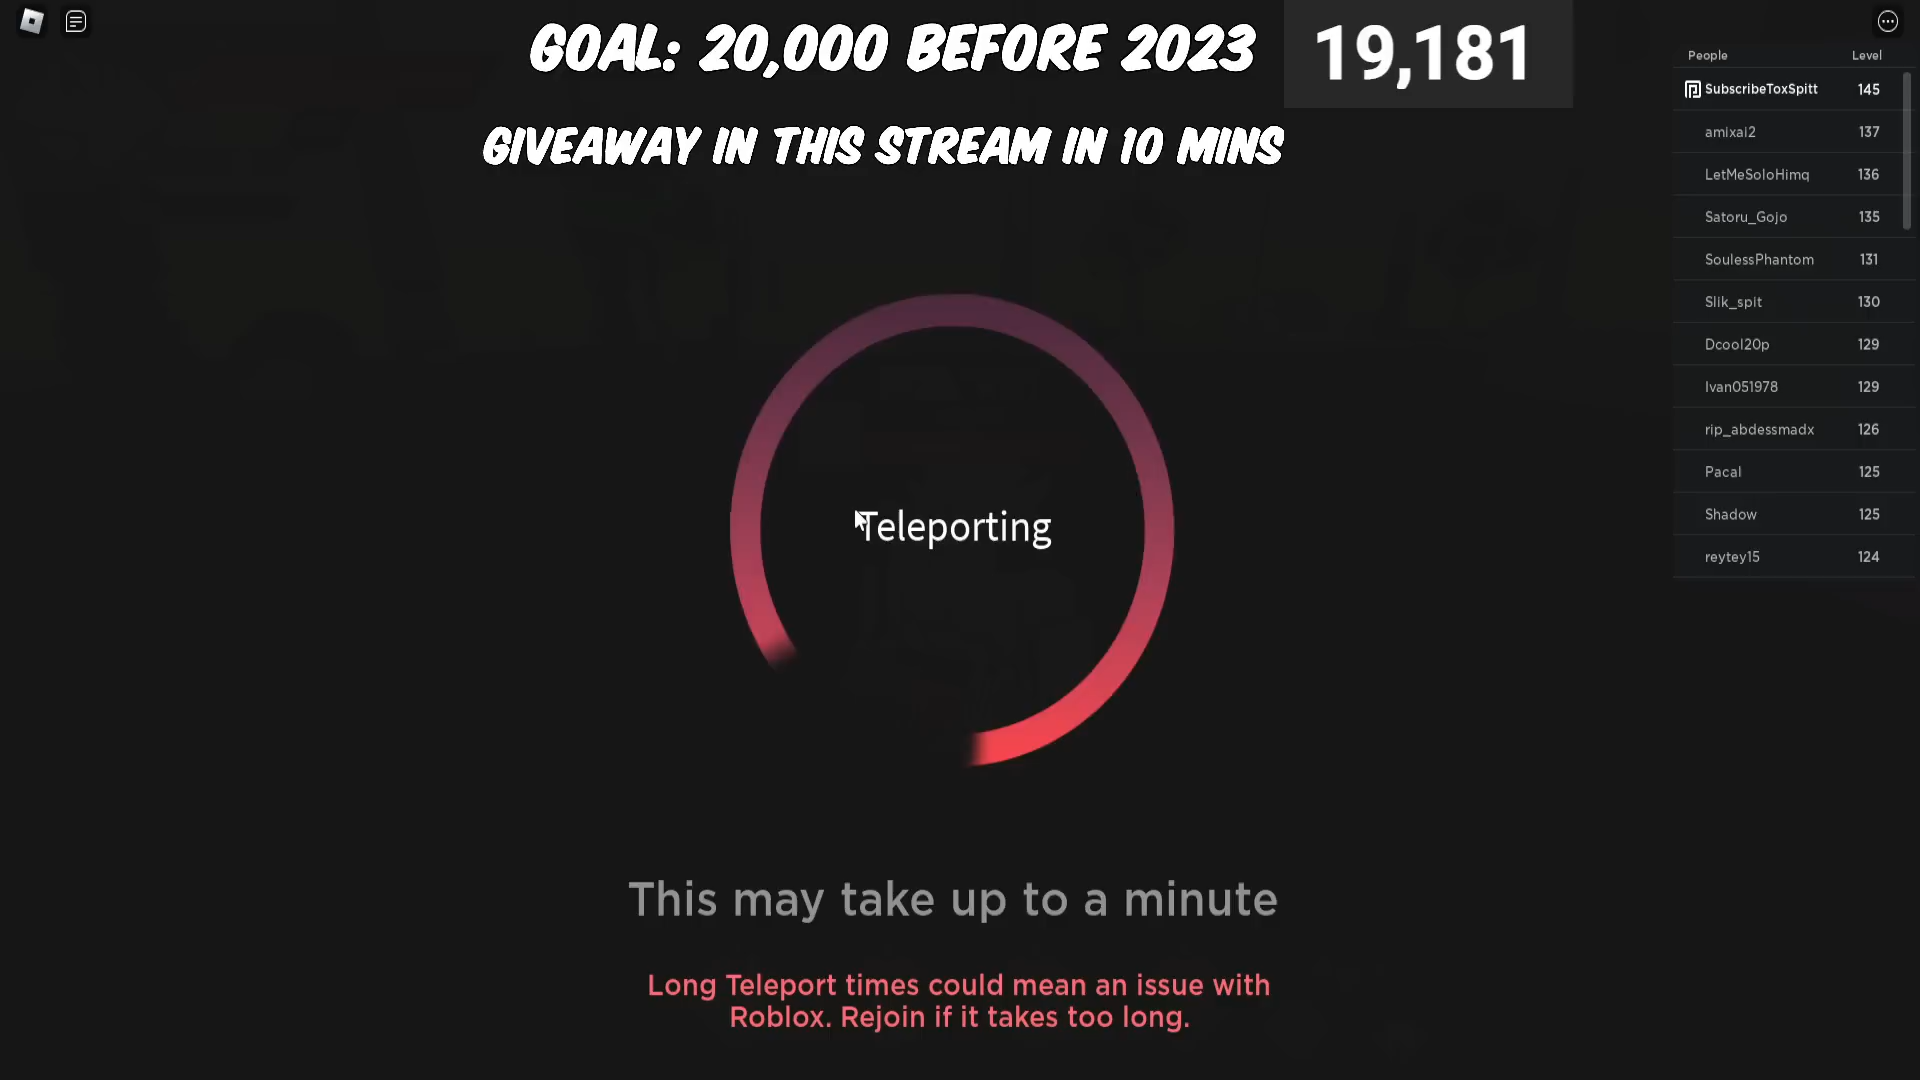 GOAL: 20,000 BEFORE 2023
19,181
GIVEAWAY IN THIS STREAM IN 10 MINS
People Level
SubscribeToxSpitt 145
amixai2 137
LetMeSoloHimq 136
Satoru_Gojo 135
SoulessPhantom 131
Slik_spit 130
Dcool20p 129
Ivan051978 129
rip_abdessmadx 126
Pacal 125
Shadow 125
reytey15 124
Teleporting
This may take up to a minute
Long Teleport times could mean an issue with
Roblox. Rejoin if it takes too long.